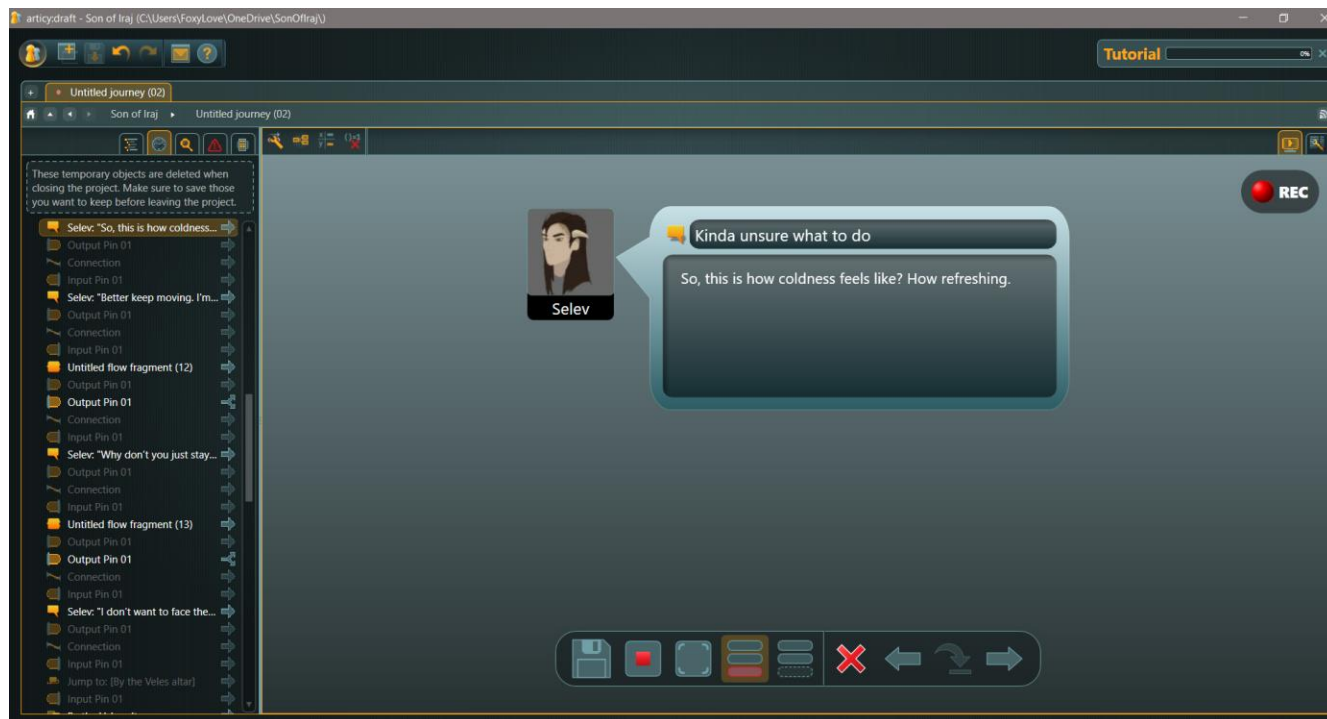 articy:draft - Son of Iraj (C:\Users\FoxyLove\OneDrive\SonOfIraj\)
Tutorial 0%
Untitled journey (02)
Son of Iraj Untitled journey (02)
These temporary objects are deleted when
closing the project. Make sure to save those
you want to keep before leaving the project.
Selev: "So, this is how coldness...
Output Pin 01
Connection
Input Pin 01
Selev: "Better keep moving. I'm...
Output Pin 01
Connection
Input Pin 01
Untitled flow fragment (12)
Output Pin 01
Output Pin 01
Connection
Input Pin 01
Selev: "Why don't you just stay...
Output Pin 01
Connection
Input Pin 01
Untitled flow fragment (13)
Output Pin 01
Output Pin 01
Connection
Input Pin 01
Selev: "I don't want to face the...
Output Pin 01
Connection
Input Pin 01
Jump to: [By the Veles altar]
Input Pin 01
REC
Kinda unsure what to do
So, this is how coldness feels like? How refreshing.
Selev